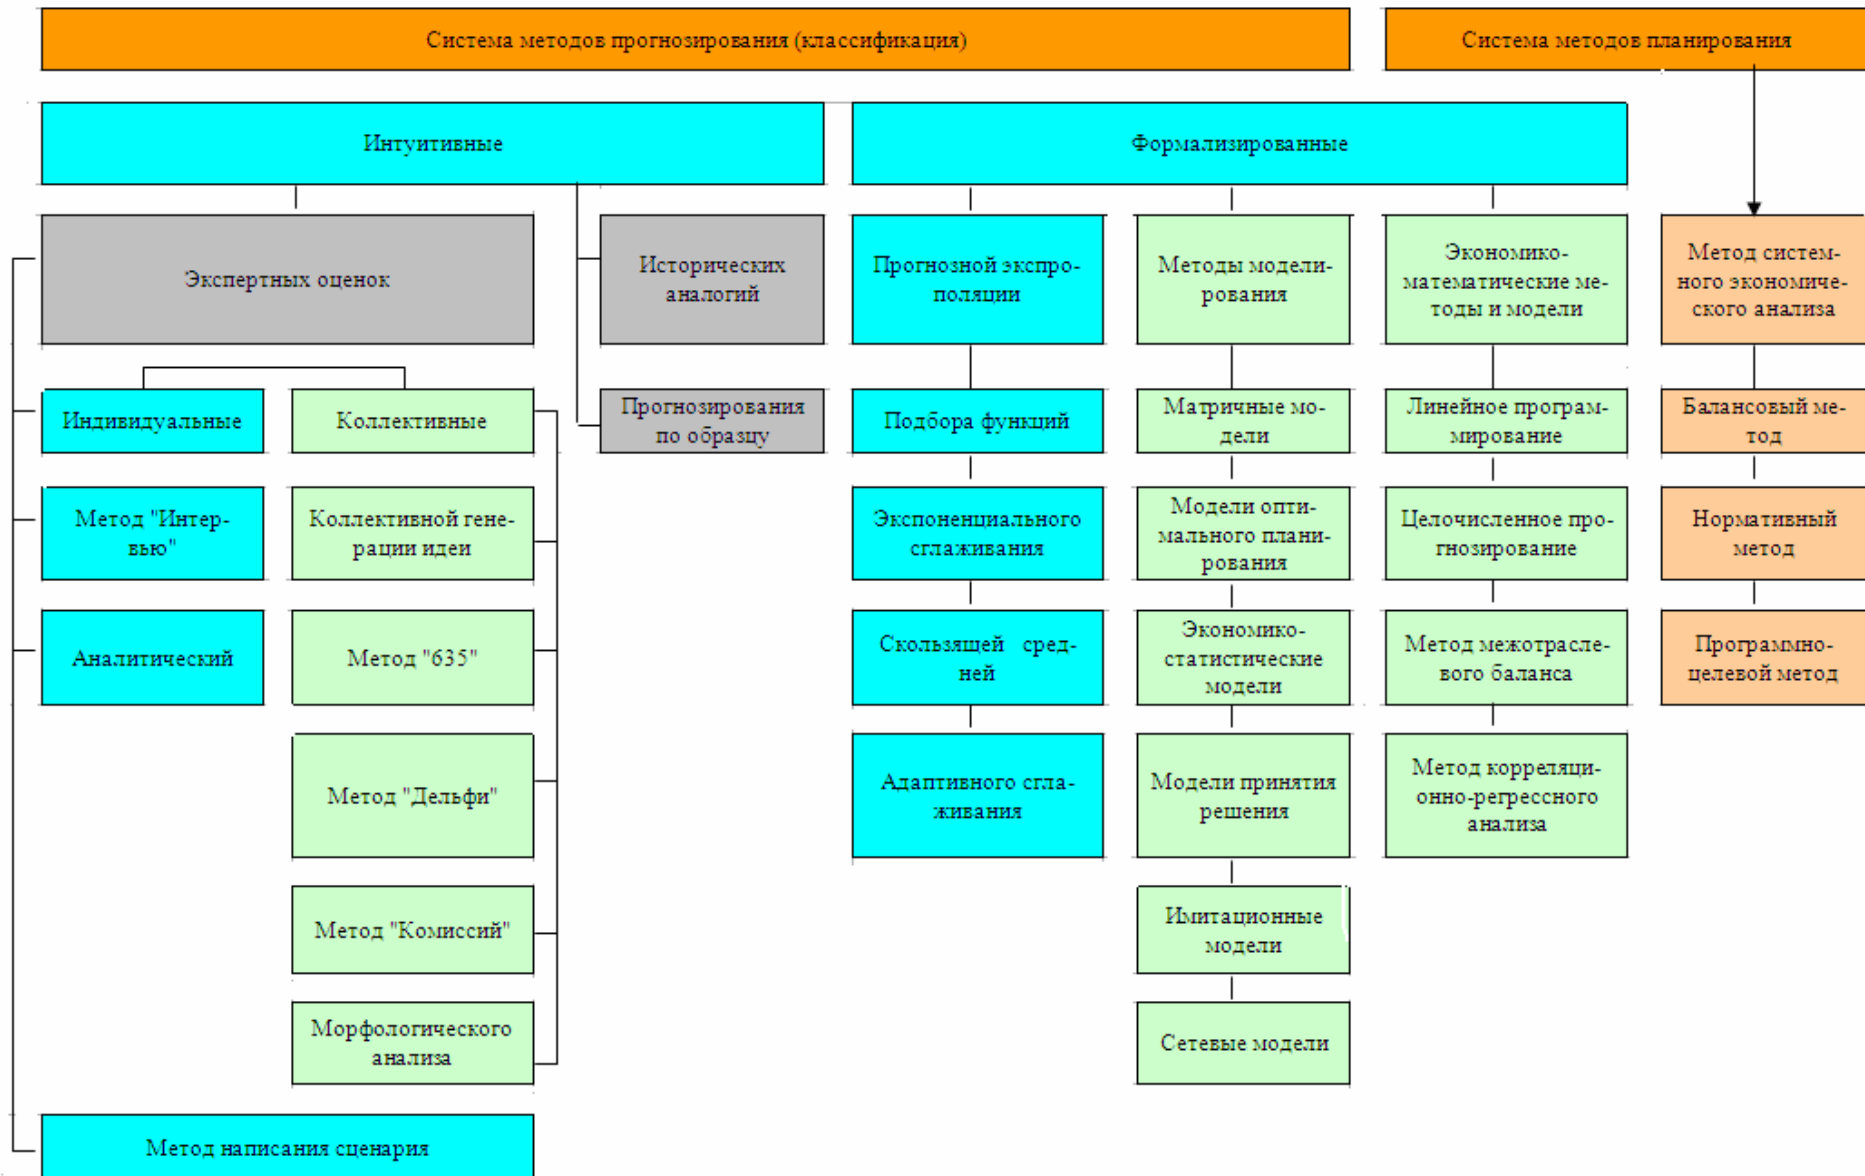 Система методов прогнозирования (классификация)
Система методов планирования
Интуитивные
Формализированные
Экспертных оценок
Исторических
аналогий
Прогнозной экспро-
поляции
Методы модели-
рования
Экономико-
математические ме-
тоды и модели
Метод систем-
ного экономиче-
ского анализа
Индивидуальные
Коллективные
Прогнозирования
по образцу
Подбора функций
Матричные мо-
дели
Линейное програм-
мирование
Балансовый ме-
тод
Метод "Интер-
вью"
Коллективной гене-
рации идеи
Экспоненциального
сглаживания
Модели опти-
мального плани-
рования
Целочисленное про-
гнозирование
Нормативный
метод
Аналитический
Метод "635"
Скользящей сред-
ней
Экономико-
статистические
модели
Метод межотрасле-
вого баланса
Программно-
целевой метод
Метод "Дельфи"
Адаптивного сгла-
живания
Модели принятия
решения
Метод корреляци-
онно-регрессного
анализа
Метод "Комиссий"
Имитационные
модели
Морфологического
анализа
Сетевые модели
Метод написания сценария